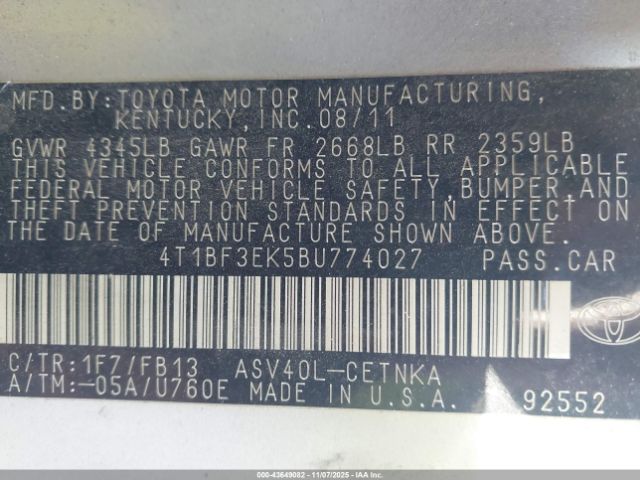 MFD.BY:TOYOTA MOTOR MANUFACTURING,
KENTUCKY,INC.08/11
GVWR 4345LB GAWR FR 2668LB RR 2359LB
THIS VEHICLE CONFORMS TO ALL APPLICABLE
FEDERAL MOTOR VEHICLE SAFETY,BUMPER,AND
THEFT PREVENTION STANDARDS IN EFFECT ON
THE DATE OF MANUFACTURE SHOWN ABOVE.
4T1BF3EK5BU774027 PASS.CAR
C/TR:1F7/FB13 ASV40L-CETNKA
A/TM:-05A/U760E MADE IN U.S.A. 92552
000-43649082 - 11/07/2025 - IAAI.COM